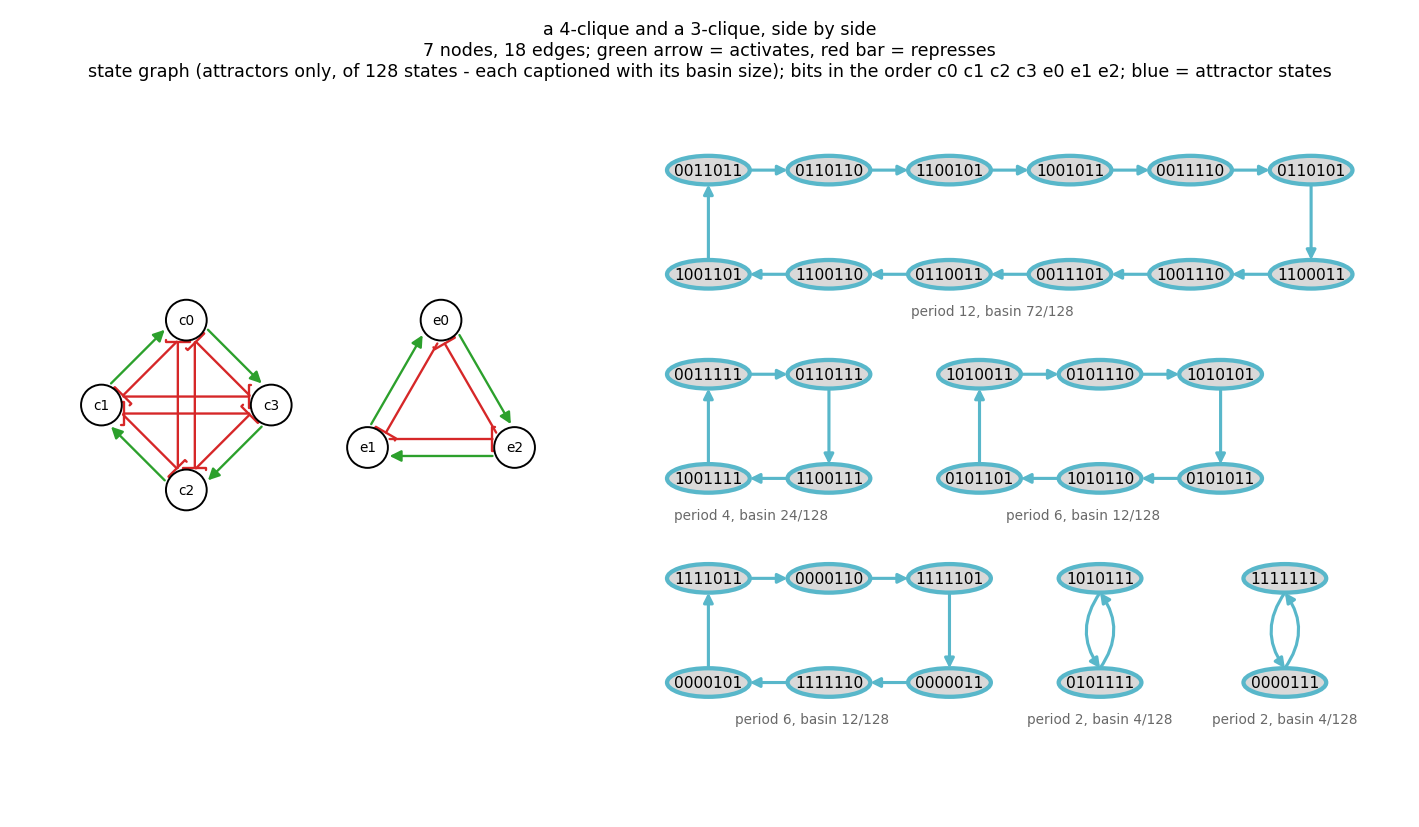 a 4-clique and a 3-clique, side by side
7 nodes, 18 edges; green arrow = activates, red bar = represses
state graph (attractors only, of 128 states - each captioned with its basin size); bits in the order c0 c1 c2 c3 e0 e1 e2; blue = attractor states
0011011 0110110 1100101 1001011 0011110 0110101
1001101 1100110 0110011 0011101 1001110 1100011
period 12, basin 72/128
c0 e0
c1 c3
e1 e2
c2
0011111 0110111 1010011 0101110 1010101
1001111 1100111 0101101 1010110 0101011
period 4, basin 24/128 period 6, basin 12/128
1111011 0000110 1111101 1010111 1111111
0000101 1111110 0000011 0101111 0000111
period 6, basin 12/128 period 2, basin 4/128 period 2, basin 4/128